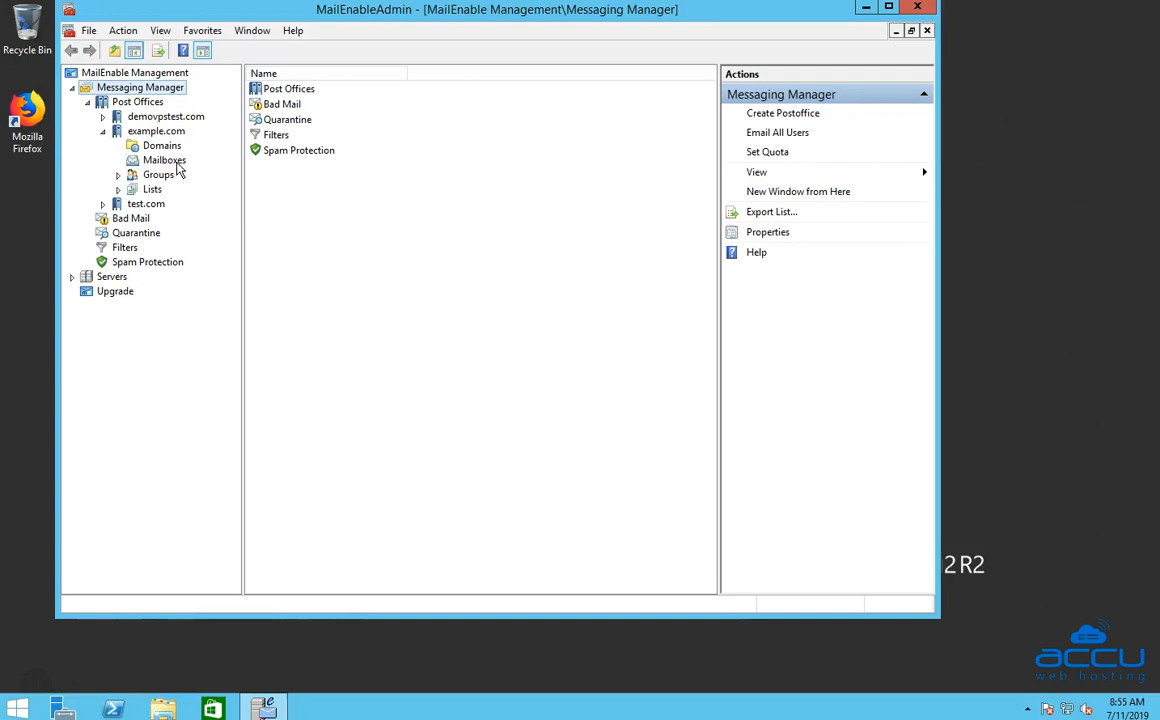 Recycle Bin
Mozilla
Firefox
MailEnableAdmin - [MailEnable Management\Messaging Manager]
File Action View Favorites Window Help
MailEnable Management
Messaging Manager
Post Offices
demovpstest.com
example.com
Domains
Mailboxes
Groups
Lists
test.com
Bad Mail
Quarantine
Filters
Spam Protection
Servers
Upgrade
Name
Post Offices
Bad Mail
Quarantine
Filters
Spam Protection
Actions
Messaging Manager
Create Postoffice
Email All Users
Set Quota
View
New Window from Here
Export List...
Properties
Help
2 R2
accu
web hosting
8:55 AM
7/11/2019